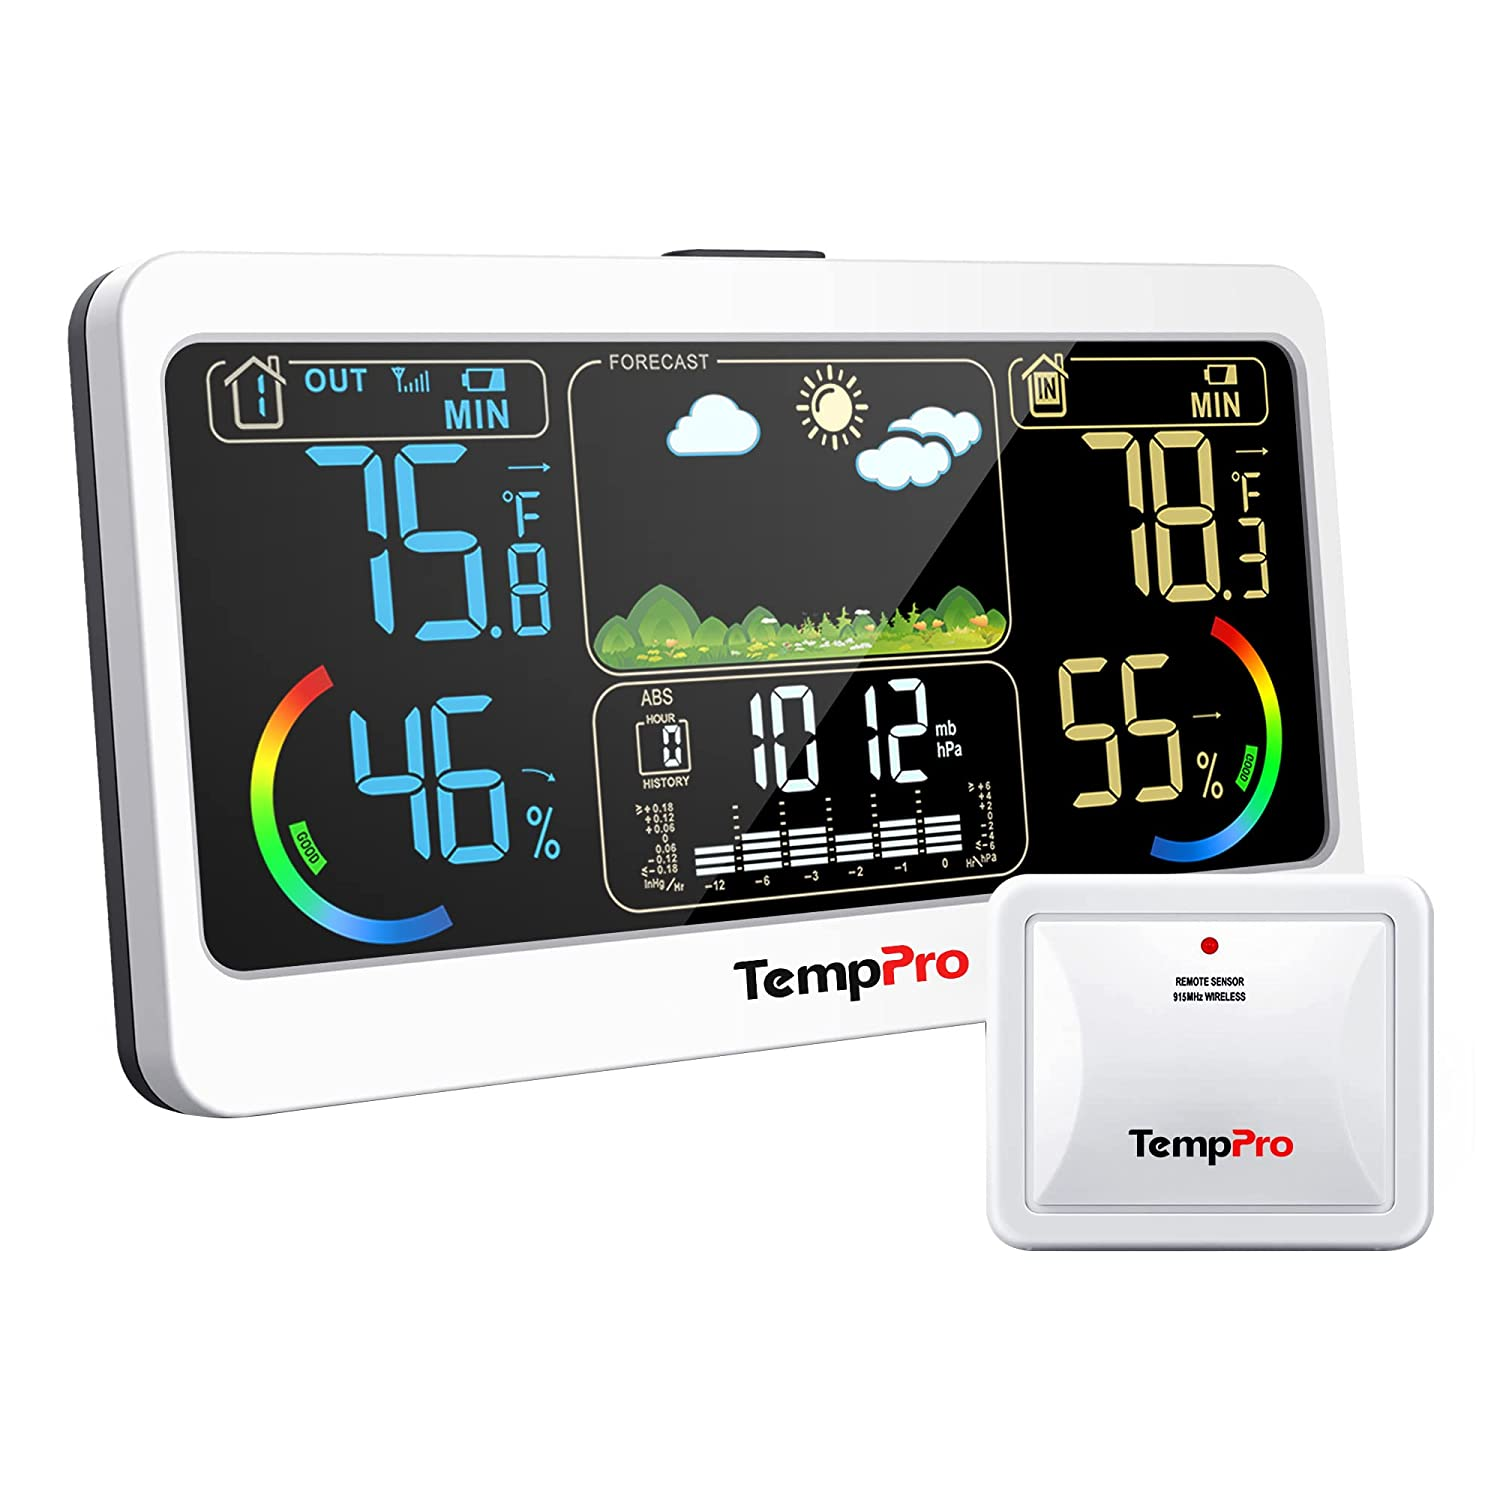 1 OUT
MIN
75.8 °F
46 %
GOOD
FORECAST
IN
MIN
78.3 °F
55 %
GOOD
ABS
HOUR
0
HISTORY
1012
mb
hPa
≥+0.18
+0.12
+0.06
0
0.06
-0.12
≤-0.18
InHg/Hr
-12 -6 -3 -2 -1 0
≥+6
+4
+2
0
-2
-4
≤-6
Hr/hPa
TempPro
REMOTE SENSOR
915MHz WIRELESS
TempPro